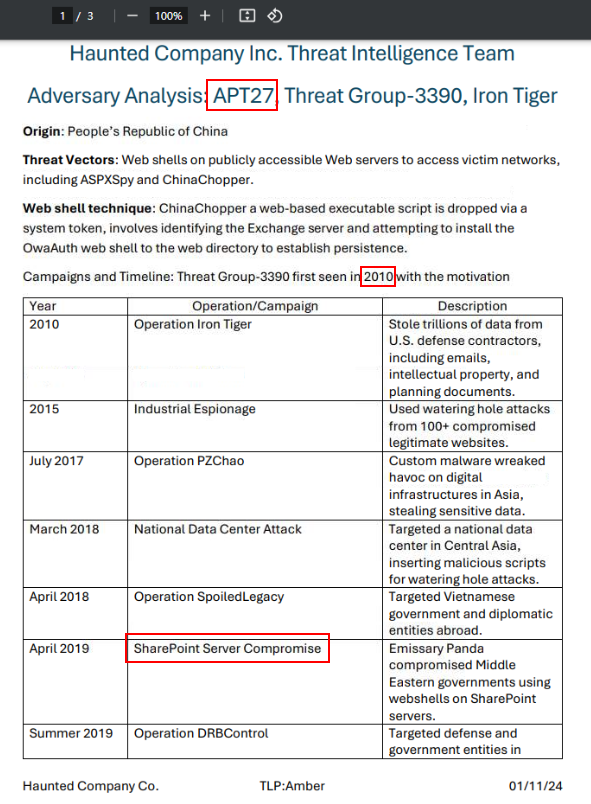 1 / 3 — 100% +
Haunted Company Inc. Threat Intelligence Team
Adversary Analysis: APT27, Threat Group-3390, Iron Tiger
Origin: People's Republic of China
Threat Vectors: Web shells on publicly accessible Web servers to access victim networks,
including ASPXSpy and ChinaChopper.
Web shell technique: ChinaChopper a web-based executable script is dropped via a
system token, involves identifying the Exchange server and attempting to install the
OwaAuth web shell to the web directory to establish persistence.
Campaigns and Timeline: Threat Group-3390 first seen in 2010 with the motivation
Year Operation/Campaign Description
2010 Operation Iron Tiger Stole trillions of data from
U.S. defense contractors,
including emails,
intellectual property, and
planning documents.
2015 Industrial Espionage Used watering hole attacks
from 100+ compromised
legitimate websites.
July 2017 Operation PZChao Custom malware wreaked
havoc on digital
infrastructures in Asia,
stealing sensitive data.
March 2018 National Data Center Attack Targeted a national data
center in Central Asia,
inserting malicious scripts
for watering hole attacks.
April 2018 Operation SpoiledLegacy Targeted Vietnamese
government and diplomatic
entities abroad.
April 2019 SharePoint Server Compromise Emissary Panda
compromised Middle
Eastern governments using
webshells on SharePoint
servers.
Summer 2019 Operation DRBControl Targeted defense and
government entities in
Haunted Company Co. TLP:Amber 01/11/24